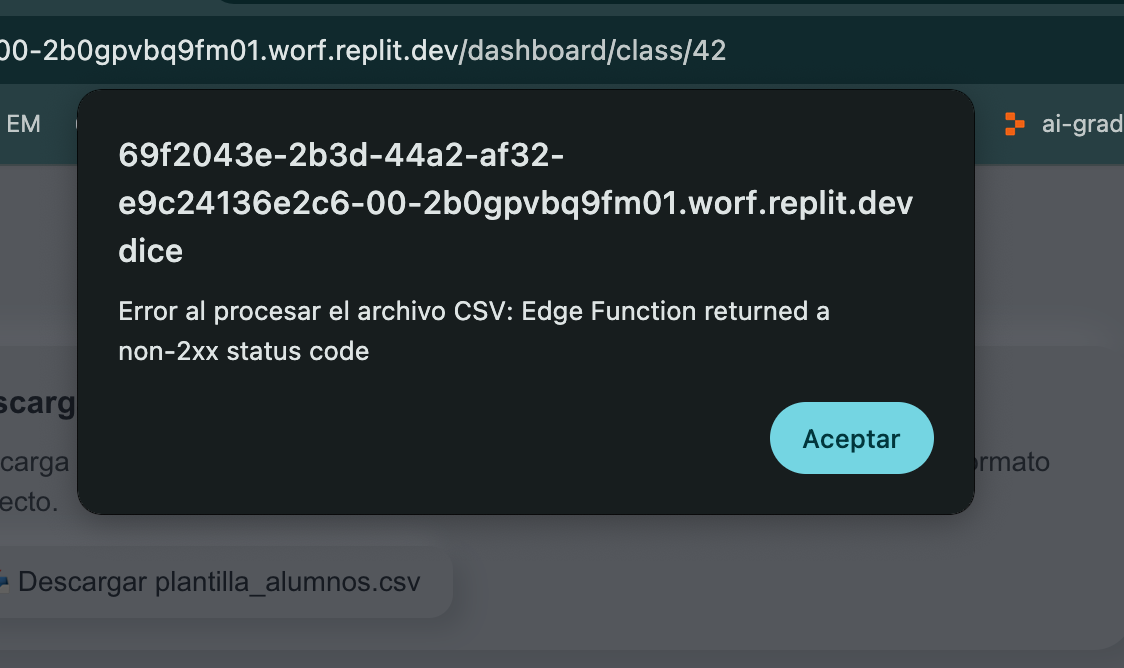 00-2b0gpvbq9fm01.worf.replit.dev/dashboard/class/42
EM
ai-grad
69f2043e-2b3d-44a2-af32-
e9c24136e2c6-00-2b0gpvbq9fm01.worf.replit.dev
dice
Error al procesar el archivo CSV: Edge Function returned a
non-2xx status code
Aceptar
scarg
carga
ormato
ecto.
Descargar plantilla_alumnos.csv